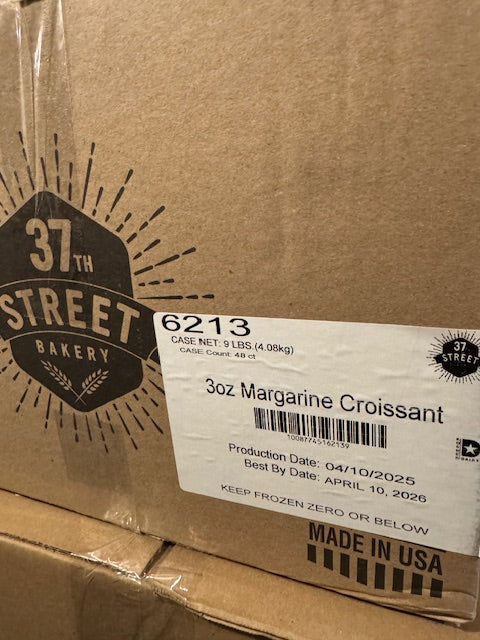 37TH
STREET
BAKERY
6213
CASE NET: 9 LBS.(4.08kg)
CASE Count: 48 ct
37
STREET
3oz Margarine Croissant
10087745162139
Production Date: 04/10/2025
Best By Date: APRIL 10, 2026
KEEP FROZEN ZERO OR BELOW
D
DAIRY
MADE IN USA